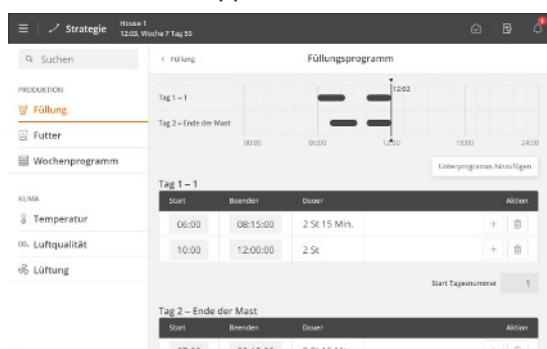 Strategie
House 1
12:03, Woche 7 Tag 50
Suchen
Füllung
Füllungsprogramm
PRODUKTION
Füllung
Futter
Wochenprogramm
KLIMA
Temperatur
CO₂ Luftqualität
Lüftung
12:02
Tag 1 – 1
Tag 2 – Ende der Mast
00:00 06:00 12:00 18:00 24:00
Unterprogramm hinzufügen
Tag 1 – 1
Start Beenden Dauer Aktion
06:00 08:15:00 2 St 15 Min.
10:00 12:00:00 2 St
Start Tagesnummer 1
Tag 2 – Ende der Mast
Start Beenden Dauer Aktion